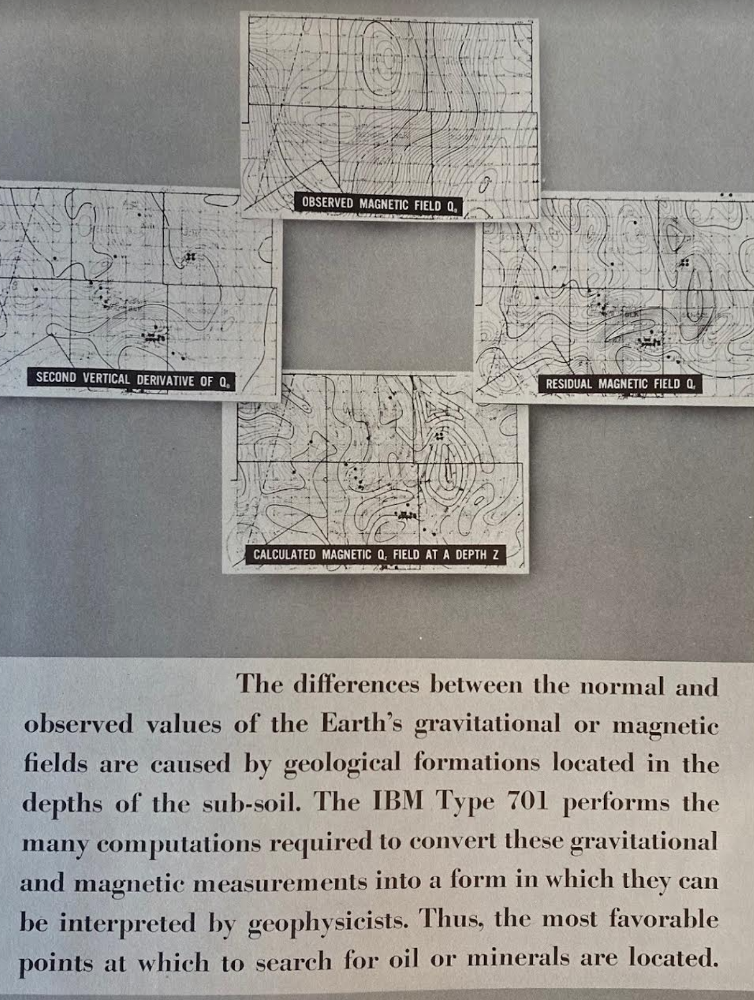 OBSERVED MAGNETIC FIELD Q₀
SECOND VERTICAL DERIVATIVE OF Q₀
RESIDUAL MAGNETIC FIELD Qᵣ
CALCULATED MAGNETIC Q𝓏 FIELD AT A DEPTH Z
The differences between the normal and
observed values of the Earth's gravitational or magnetic
fields are caused by geological formations located in the
depths of the sub-soil. The IBM Type 701 performs the
many computations required to convert these gravitational
and magnetic measurements into a form in which they can
be interpreted by geophysicists. Thus, the most favorable
points at which to search for oil or minerals are located.